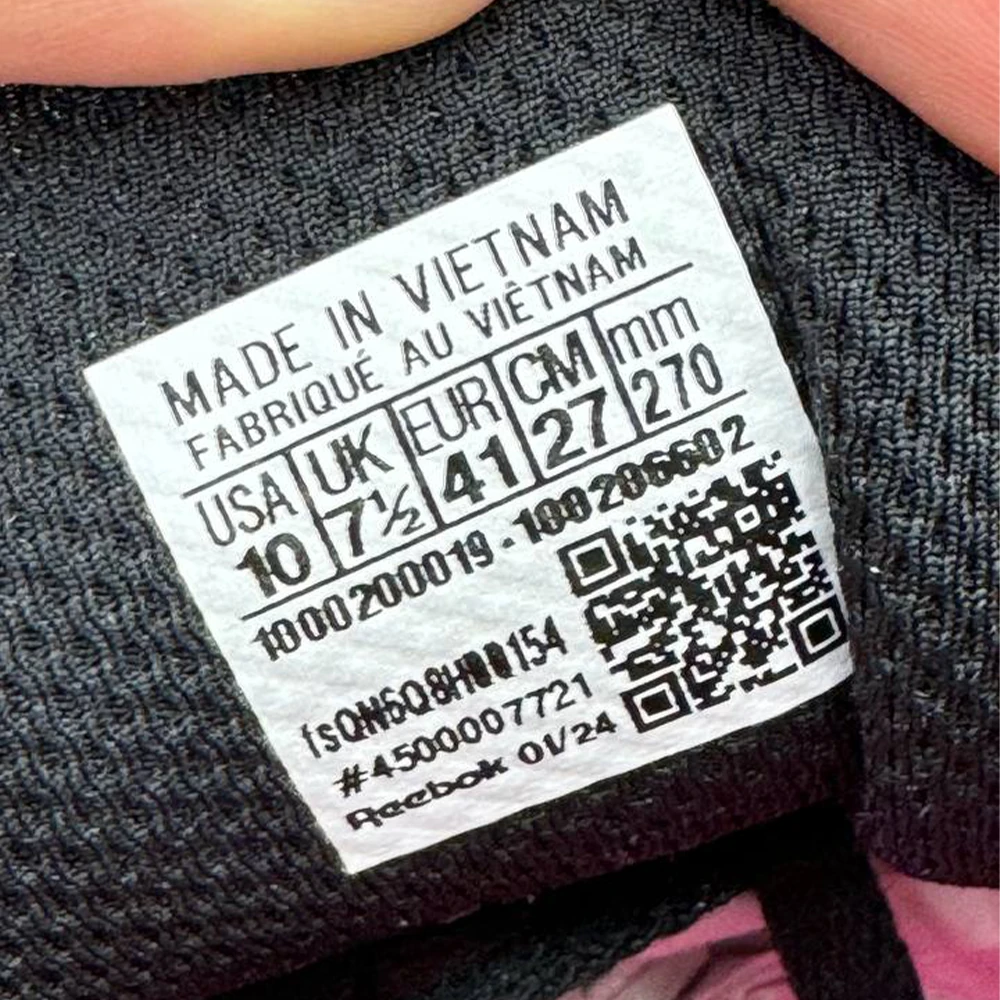 MADE IN VIETNAM
FABRIQUÉ AU VIÊTNAM
USA UK EUR CM mm
10 7½ 41 27 270
1000200019 - 100206602 2
#4500007721
Reebok 01/24